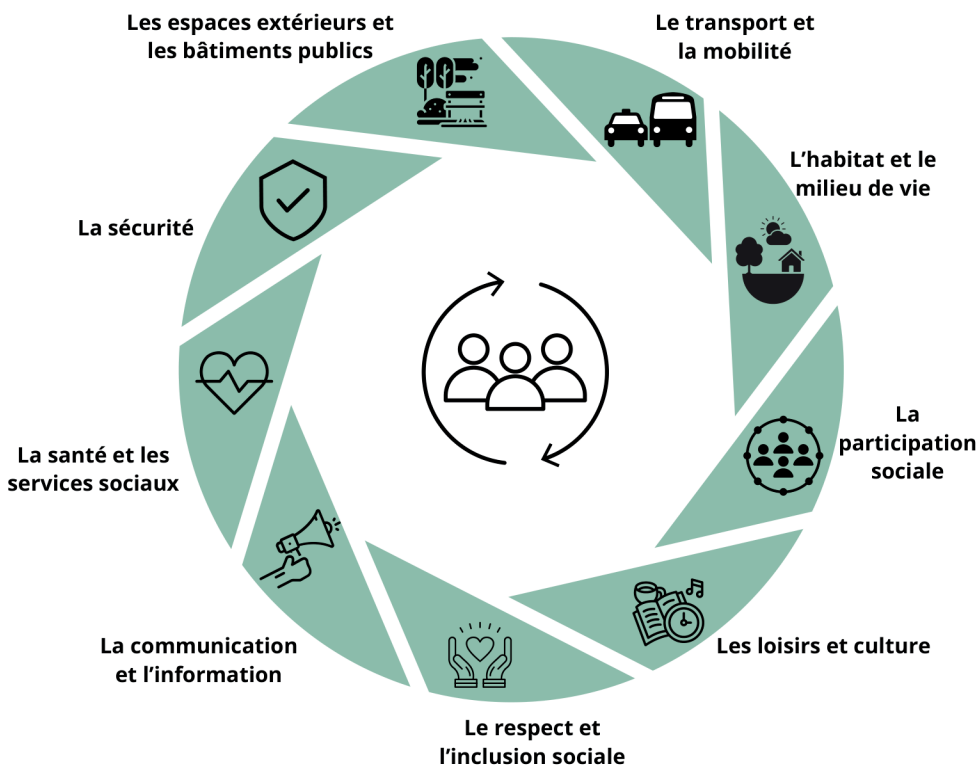 Les espaces extérieurs et
les bâtiments publics
Le transport et
la mobilité
L’habitat et le
milieu de vie
La
participation
sociale
Les loisirs et culture
Le respect et
l’inclusion sociale
La communication
et l’information
La santé et les
services sociaux
La sécurité